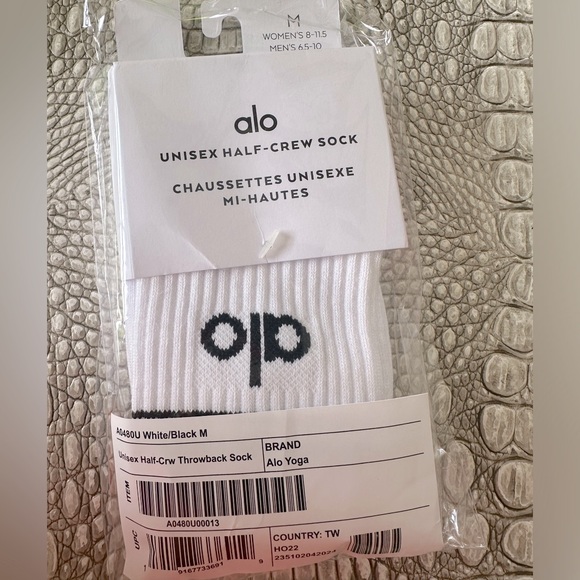 M
WOMEN'S 8-11.5
MEN'S 6.5-10
alo
UNISEX HALF-CREW SOCK
CHAUSSETTES UNISEXE
MI-HAUTES
alo
A0480U White/Black M
Unisex Half-Crw Throwback Sock
BRAND
Alo Yoga
ITEM
A0480U00013
UPC
COUNTRY: TW
HO22